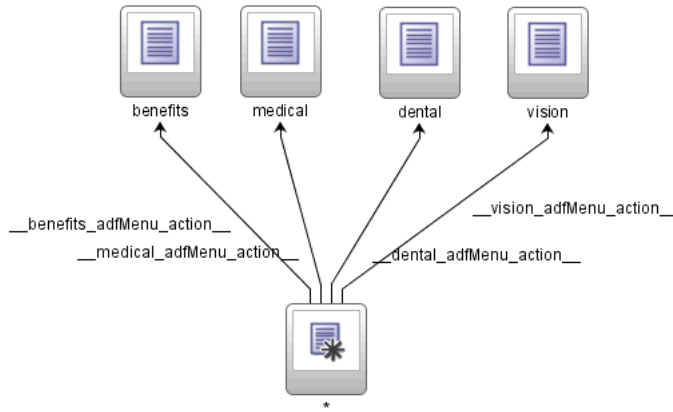 benefits
medical
dental
vision
__vision_adfMenu_action__
__benefits_adfMenu_action__
__medical_adfMenu_action__
__dental_adfMenu_action__
*